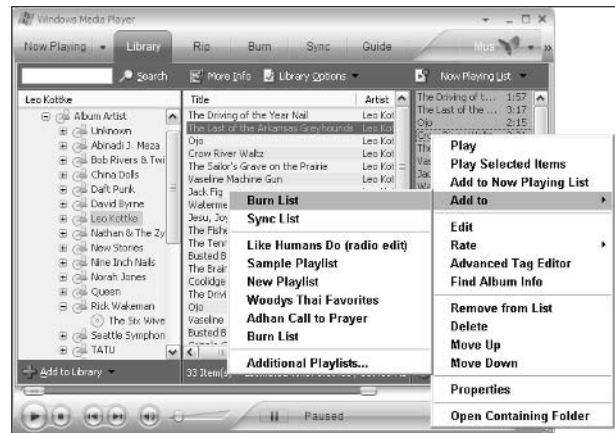 Windows Media Player
Now Playing
Library
Rip
Burn
Sync
Guide
Mus
Search
More Info
Library Options
Now Playing List
Leo Kottke
Album Artist
Unknown
Abinadi J. Meza
Bob Rivers & Twi
China Dolls
Daft Punk
David Byrne
Leo Kottke
Nathan & The Zy
New Stories
Nine Inch Nails
Norah Jones
Queen
Rick Wakeman
The Six Wive
Seattle Symphon
TATU
Title Artist
The Driving of the Year Nail Leo Kot
The Last of the Arkansas Greyhounds Leo Kot
Ojo Leo Kot
Crow River Waltz Leo Kot
The Sailor's Grave on the Prairie Leo Kot
Vaseline Machine Gun Leo Kot
Jack Fig
Waterme
Jesu, Joy
The Fishe
The Tenn
Busted B
The Brain
Coolidge
The Drivi
Ojo
Vaseline
Busted B
The Driving of t... 1:57
The Last of the ... 3:17
Ojo 2:15
Burn List
Sync List
Like Humans Do (radio edit)
Sample Playlist
New Playlist
Woodys Thai Favorites
Adhan Call to Prayer
Burn List
Additional Playlists...
Play
Play Selected Items
Add to Now Playing List
Add to
Edit
Rate
Advanced Tag Editor
Find Album Info
Remove from List
Delete
Move Up
Move Down
Properties
Open Containing Folder
Add to Library
33 Item(s)
Paused